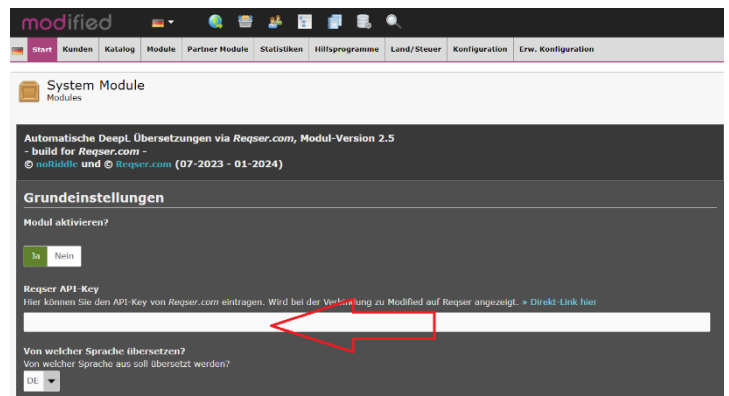 modified
Start Kunden Katalog Module Partner Module Statistiken Hilfsprogramme Land/Steuer Konfiguration Erw. Konfiguration
System Module
Modules
Automatische DeepL Übersetzungen via Reqser.com, Modul-Version 2.5
- build for Reqser.com -
© noRiddle und © Reqser.com (07-2023 - 01-2024)
Grundeinstellungen
Modul aktivieren?
Ja Nein
Reqser API-Key
Hier können Sie den API-Key von Reqser.com eintragen. Wird bei der Verbindung zu Modified auf Reqser angezeigt. » Direkt-Link hier
Von welcher Sprache übersetzen?
Von welcher Sprache aus soll übersetzt werden?
DE